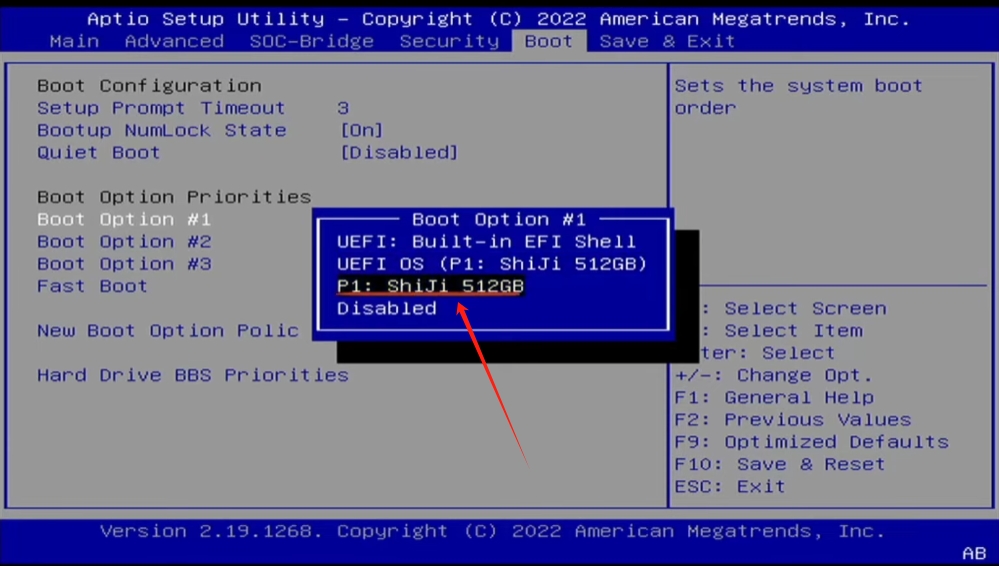 Aptio Setup Utility – Copyright (C) 2022 American Megatrends, Inc.
Main Advanced SOC-Bridge Security Boot Save & Exit
Boot Configuration
Setup Prompt Timeout 3
Bootup NumLock State [On]
Quiet Boot [Disabled]
Boot Option Priorities
Boot Option #1
Boot Option #2
Boot Option #3
Fast Boot
New Boot Option Polic
Hard Drive BBS Priorities
Boot Option #1
UEFI: Built-in EFI Shell
UEFI OS (P1: ShiJi 512GB)
P1: ShiJi 512GB
Disabled
Sets the system boot
order
: Select Screen
: Select Item
ter: Select
+/-: Change Opt.
F1: General Help
F2: Previous Values
F9: Optimized Defaults
F10: Save & Reset
ESC: Exit
Version 2.19.1268. Copyright (C) 2022 American Megatrends, Inc.
AB